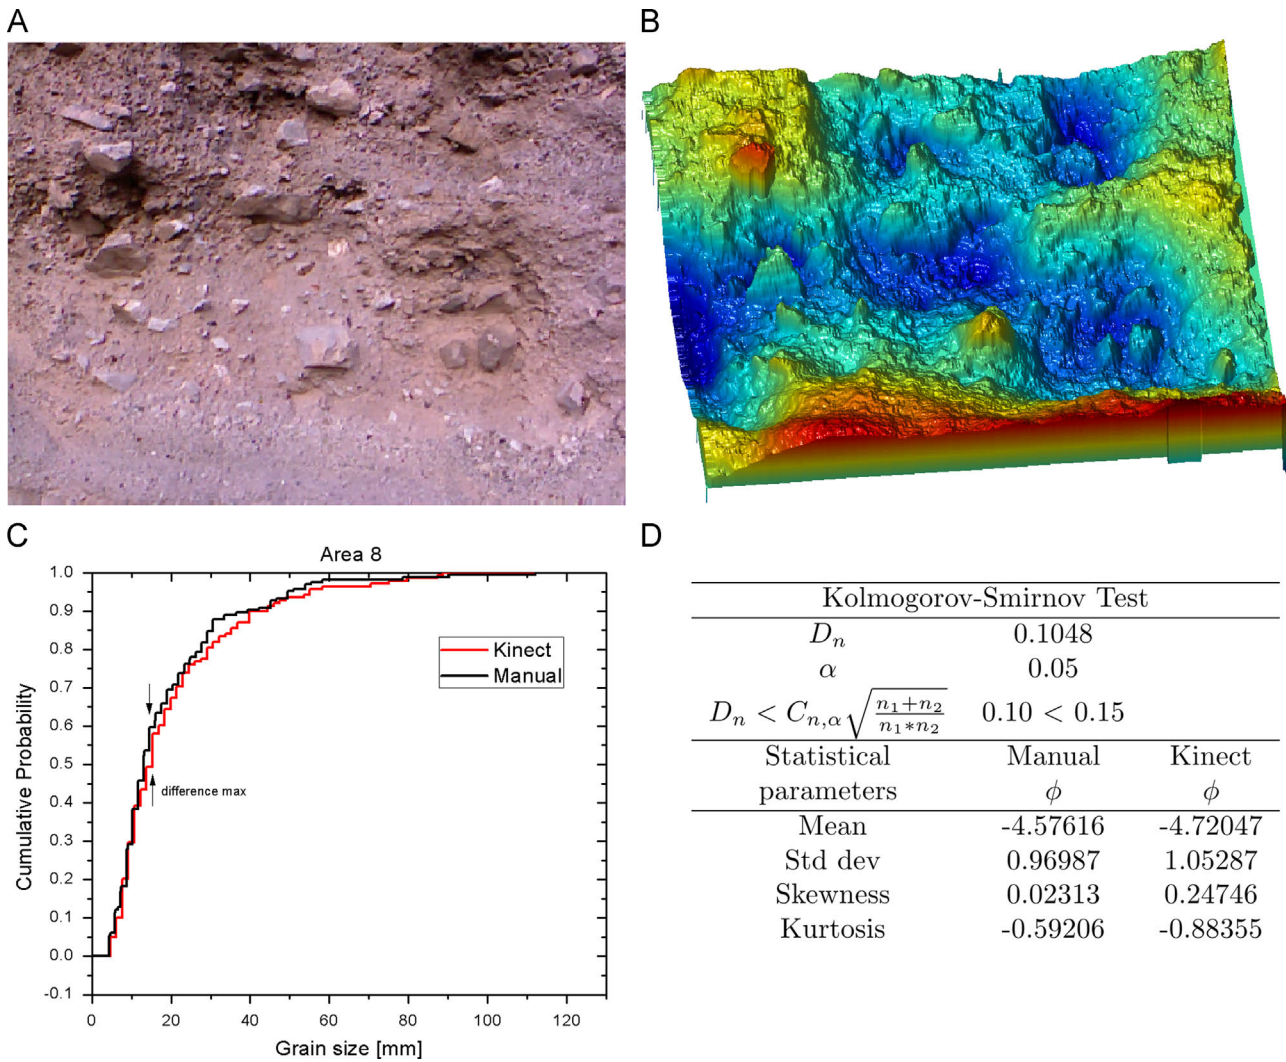 A
B
C
Area 8
1.0
0.9
0.8
0.7
0.6
0.5
0.4
0.3
0.2
0.1
0.0
-0.1
Cumulative Probability
Kinect
Manual
difference max
0
20
40
60
80
100
120
Grain size [mm]
D
Kolmogorov-Smirnov Test
Dₙ 0.1048
α 0.05
Dₙ < Cₙ,α √(n₁+n₂ / n₁*n₂) 0.10 < 0.15
Statistical Manual Kinect
parameters ϕ ϕ
Mean -4.57616 -4.72047
Std dev 0.96987 1.05287
Skewness 0.02313 0.24746
Kurtosis -0.59206 -0.88355